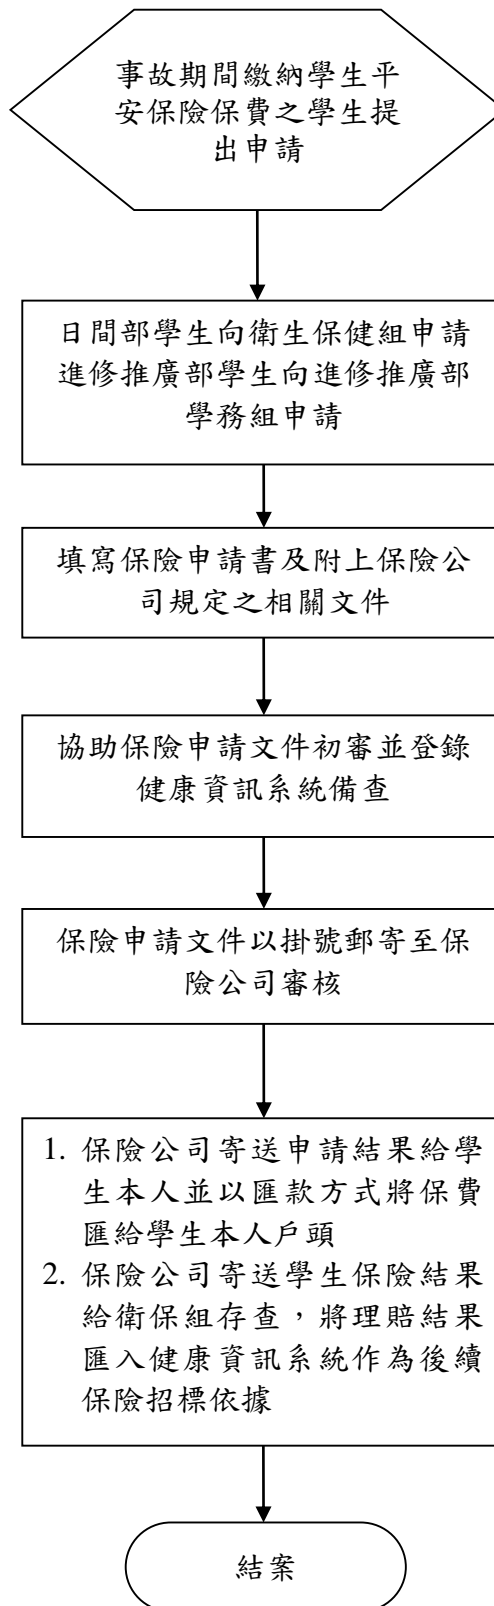 事故期間繳納學生平
安保險保費之學生提
出申請
日間部學生向衛生保健組申請
進修推廣部學生向進修推廣部
學務組申請
填寫保險申請書及附上保險公
司規定之相關文件
協助保險申請文件初審並登錄
健康資訊系統備查
保險申請文件以掛號郵寄至保
險公司審核
1. 保險公司寄送申請結果給學
生本人並以匯款方式將保費
匯給學生本人戶頭
2. 保險公司寄送學生保險結果
給衛保組存查，將理賠結果
匯入健康資訊系統作為後續
保險招標依據
結案